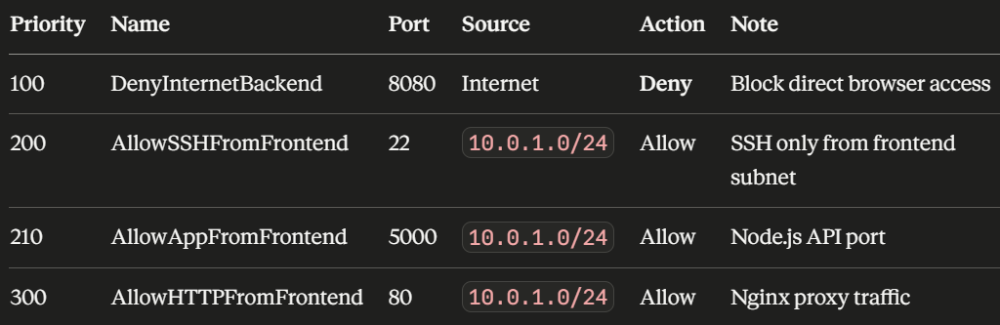 Priority Name Port Source Action Note
100 DenyInternetBackend 8080 Internet Deny Block direct browser access
200 AllowSSHFromFrontend 22 10.0.1.0/24 Allow SSH only from frontend
subnet
210 AllowAppFromFrontend 5000 10.0.1.0/24 Allow Node.js API port
300 AllowHTTPFromFrontend 80 10.0.1.0/24 Allow Nginx proxy traffic